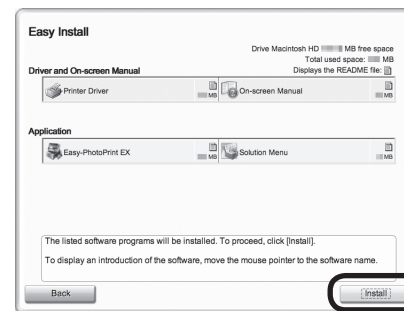 Easy Install
Drive Macintosh HD MB free space
Total used space: MB
Driver and On-screen Manual Displays the README file:
Printer Driver MB On-screen Manual MB
Application
Easy-PhotoPrint EX MB Solution Menu MB
The listed software programs will be installed. To proceed, click [Install].
To display an introduction of the software, move the mouse pointer to the software name.
Back Install